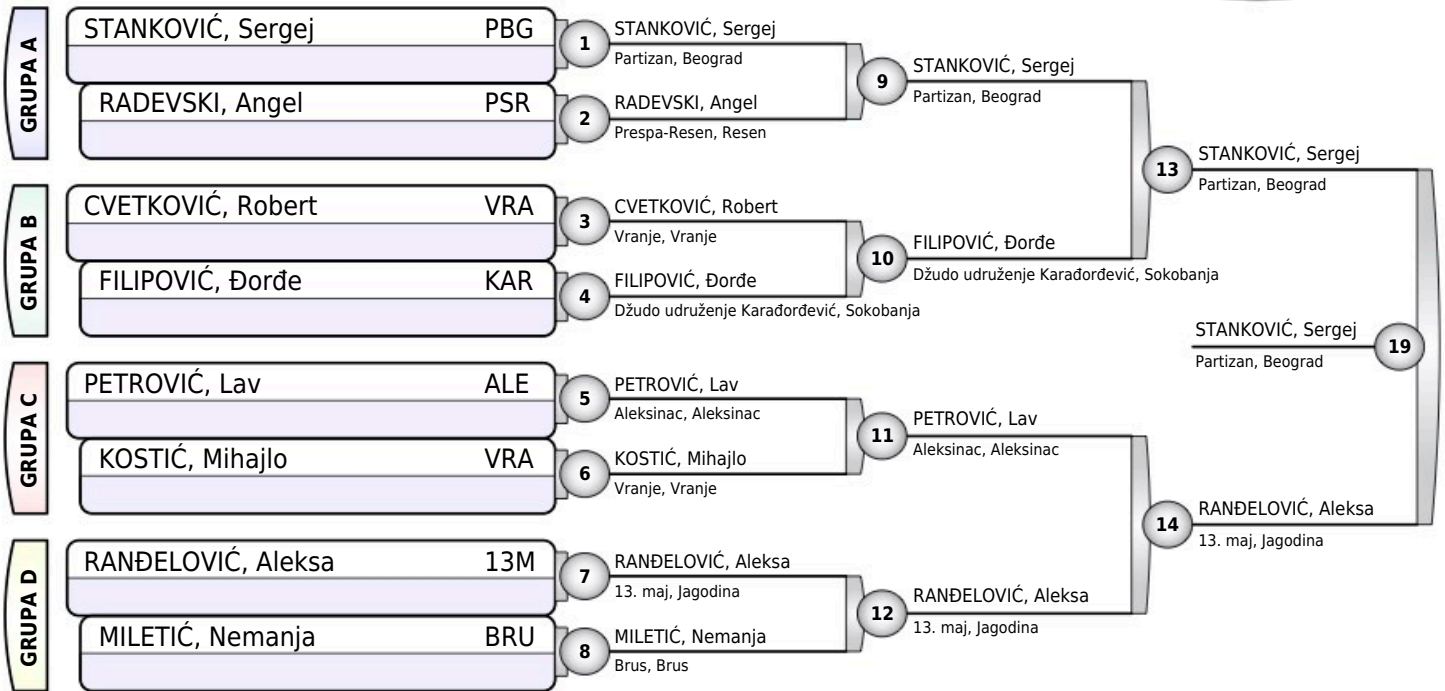 GRUPA A
STANKOVIĆ, Sergej PBG
RADEVSKI, Angel PSR
GRUPA B
CVETKOVIĆ, Robert VRA
FILIPOVIĆ, Đorđe KAR
GRUPA C
PETROVIĆ, Lav ALE
KOSTIĆ, Mihajlo VRA
GRUPA D
RANĐELOVIĆ, Aleksa 13M
MILETIĆ, Nemanja BRU
1
STANKOVIĆ, Sergej
Partizan, Beograd
2
RADEVSKI, Angel
Prespa-Resen, Resen
3
CVETKOVIĆ, Robert
Vranje, Vranje
4
FILIPOVIĆ, Đorđe
Džudo udruženje Karađorđević, Sokobanja
5
PETROVIĆ, Lav
Aleksinac, Aleksinac
6
KOSTIĆ, Mihajlo
Vranje, Vranje
7
RANĐELOVIĆ, Aleksa
13. maj, Jagodina
8
MILETIĆ, Nemanja
Brus, Brus
9
STANKOVIĆ, Sergej
Partizan, Beograd
10
FILIPOVIĆ, Đorđe
Džudo udruženje Karađorđević, Sokobanja
11
PETROVIĆ, Lav
Aleksinac, Aleksinac
12
RANĐELOVIĆ, Aleksa
13. maj, Jagodina
13
STANKOVIĆ, Sergej
Partizan, Beograd
14
RANĐELOVIĆ, Aleksa
13. maj, Jagodina
STANKOVIĆ, Sergej
Partizan, Beograd
19